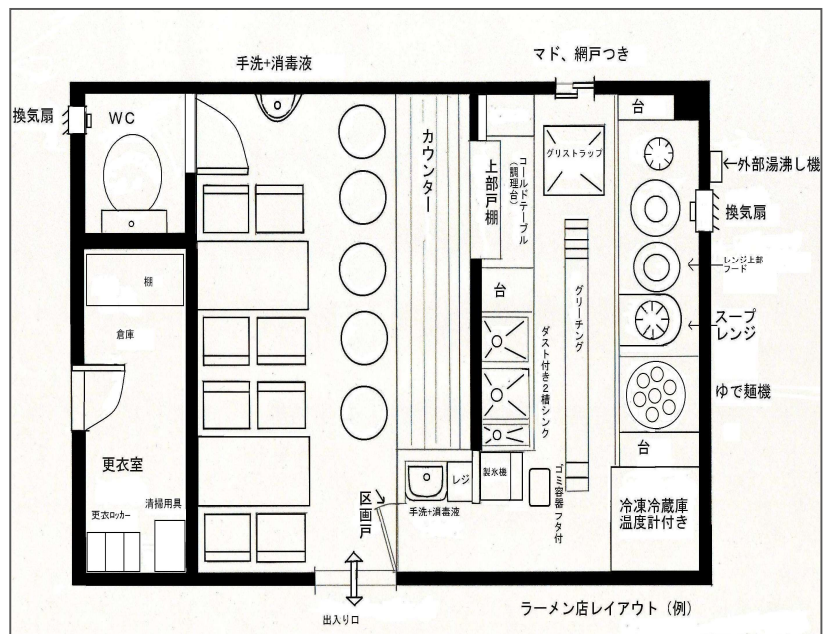 マド、網戸つき
手洗+消毒液
換気扇
WC
台
カウンター
上部戸棚
コールドテーブル
（調理台）
グリストラップ
外部湯沸し機
換気扇
レンジ上部
フード
棚
台
グリーチング
スープ
レンジ
倉庫
ダスト付き2槽シンク
ゆで麺機
台
更衣室
区画戸
レジ
製氷機
ゴミ容器フタ付
清掃用具
更衣ロッカー
手洗+消毒液
冷凍冷蔵庫
温度計付き
出入り口
ラーメン店レイアウト（例）